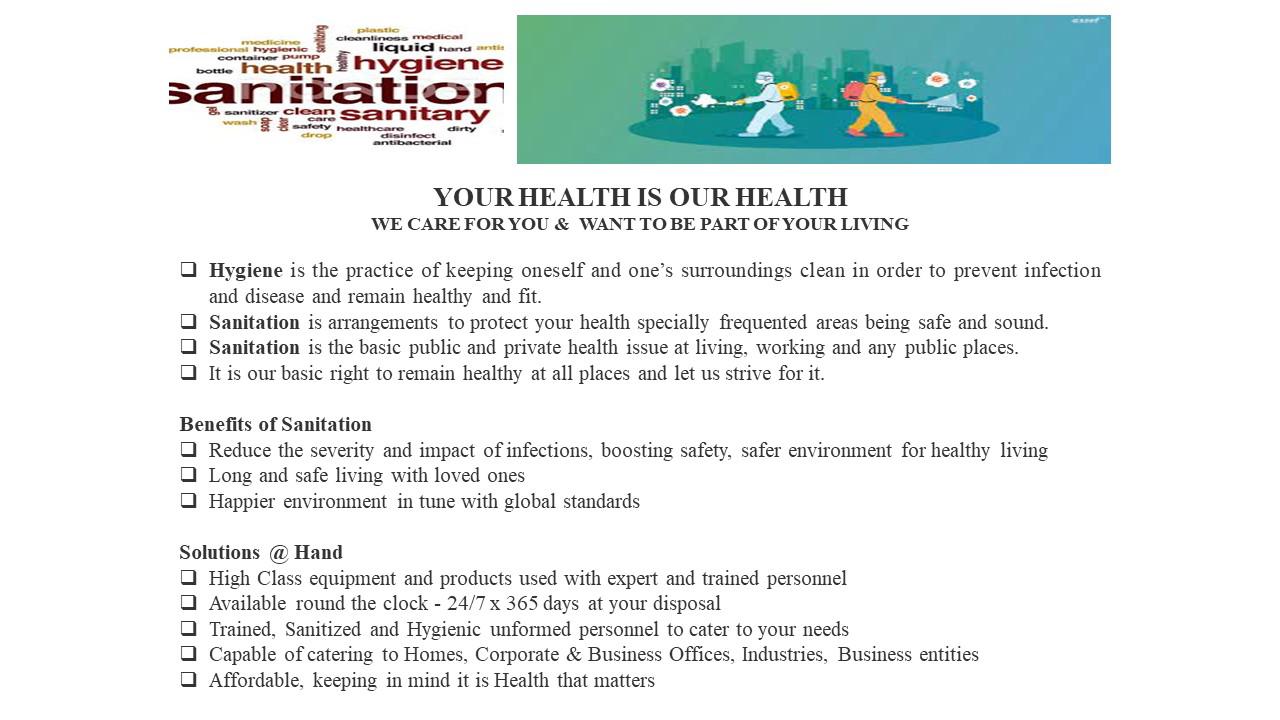 plastic
sanitizing
cleanliness medical
medicine
professional hygienic
liquid hand antis
container pump
healthy
hygiene
bottle health
sanitation
gel sanitizer clean sanitary
wash soap clear care
safety healthcare dirty
drop disinfect
antibacterial
YOUR HEALTH IS OUR HEALTH
WE CARE FOR YOU & WANT TO BE PART OF YOUR LIVING
❑ Hygiene is the practice of keeping oneself and one’s surroundings clean in order to prevent infection
and disease and remain healthy and fit.
❑ Sanitation is arrangements to protect your health specially frequented areas being safe and sound.
❑ Sanitation is the basic public and private health issue at living, working and any public places.
❑ It is our basic right to remain healthy at all places and let us strive for it.
Benefits of Sanitation
❑ Reduce the severity and impact of infections, boosting safety, safer environment for healthy living
❑ Long and safe living with loved ones
❑ Happier environment in tune with global standards
Solutions @ Hand
❑ High Class equipment and products used with expert and trained personnel
❑ Available round the clock - 24/7 x 365 days at your disposal
❑ Trained, Sanitized and Hygienic unformed personnel to cater to your needs
❑ Capable of catering to Homes, Corporate & Business Offices, Industries, Business entities
❑ Affordable, keeping in mind it is Health that matters